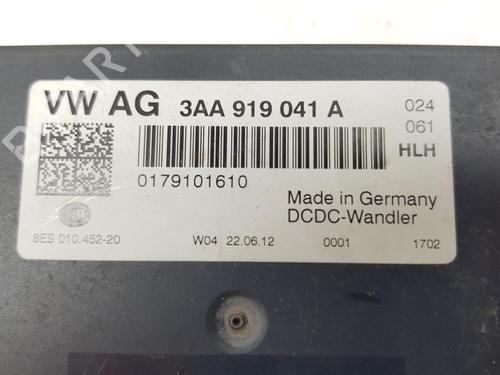 VW AG 3AA 919 041 A
024
061
HLH
0179101610
Made in Germany
DCDC-Wandler
8ES 010.452-20
W04 22.06.12
0001
1702